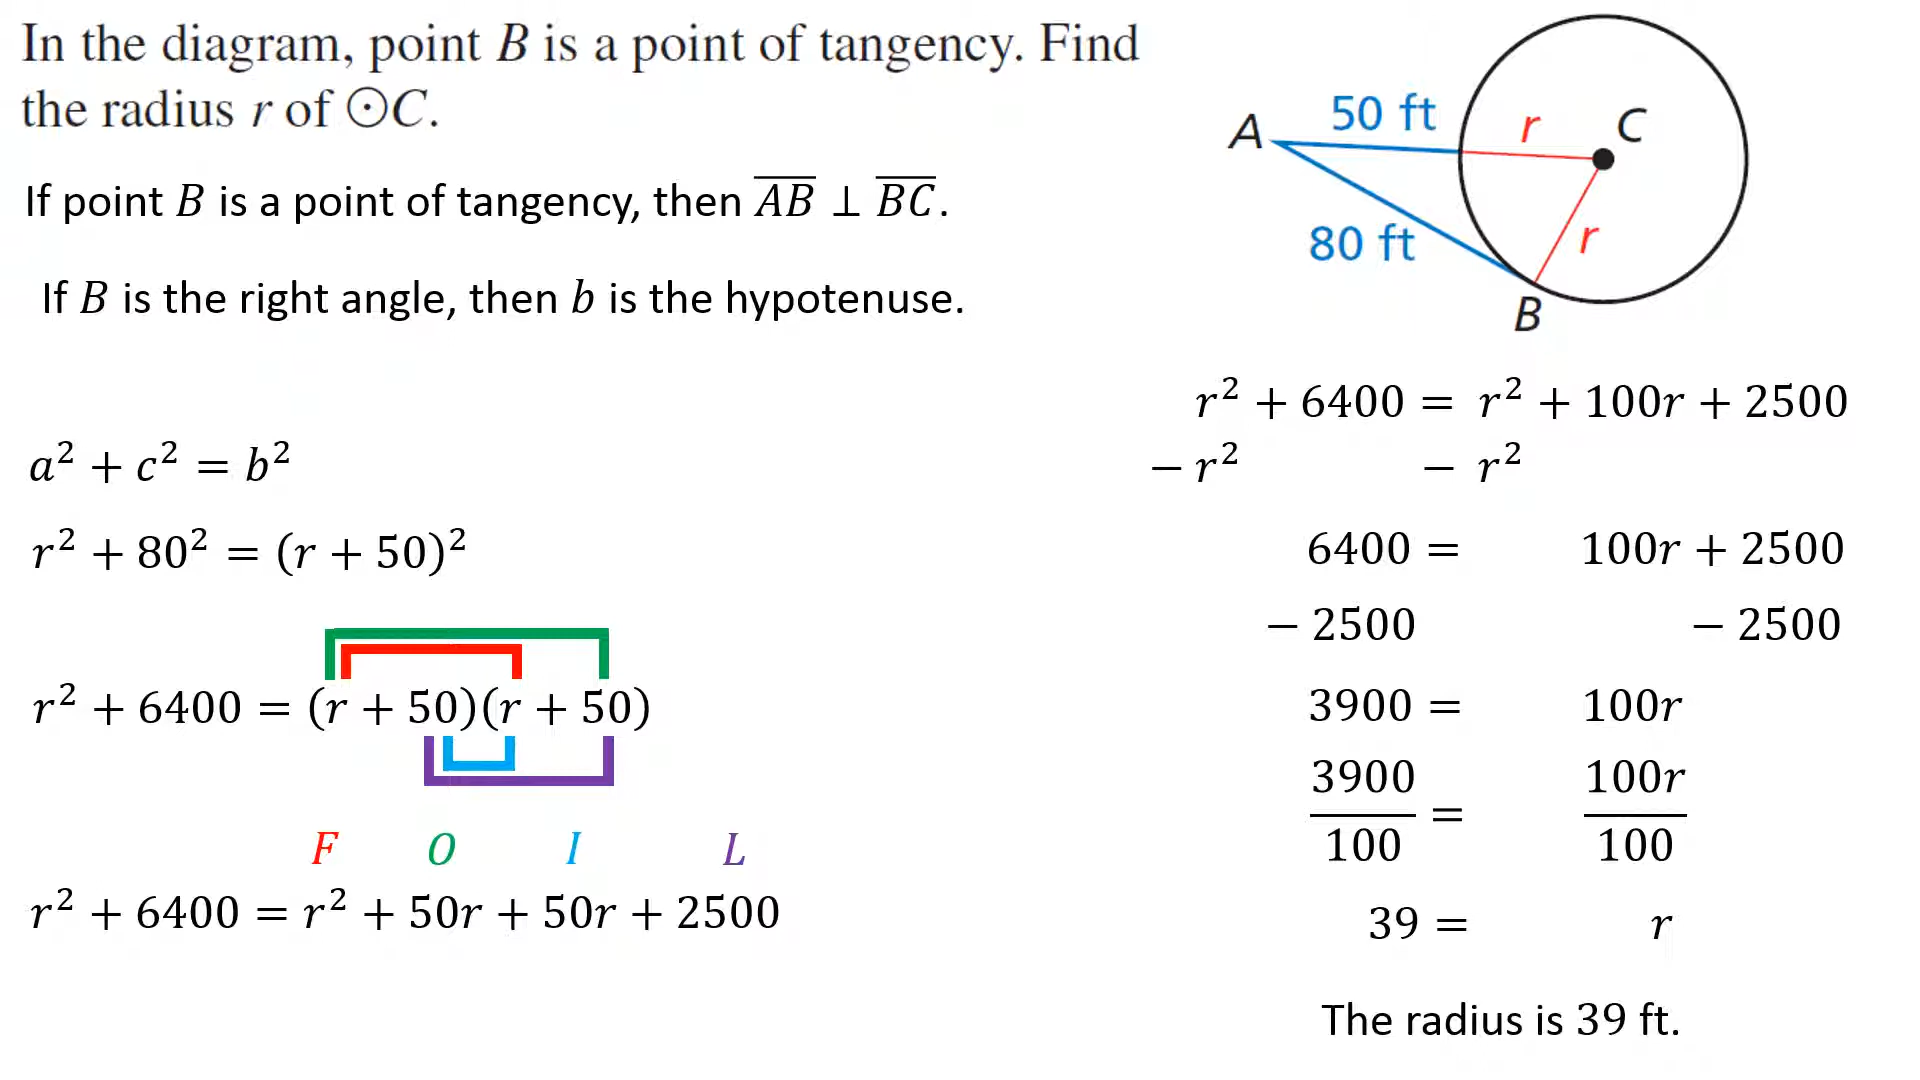 In the diagram, point B is a point of tangency. Find
the radius r of ⊙C.
If point B is a point of tangency, then A̅B̅ ⊥ B̅C̅.
If B is the right angle, then b is the hypotenuse.
a² + c² = b²
r² + 80² = (r + 50)²
r² + 6400 = (r + 50)(r + 50)
F O I L
r² + 6400 = r² + 50r + 50r + 2500
A
50 ft
r
C
80 ft
r
B
r² + 6400 = r² + 100r + 2500
− r² − r²
6400 = 100r + 2500
− 2500 − 2500
3900 = 100r
3900/100 = 100r/100
39 = r
The radius is 39 ft.